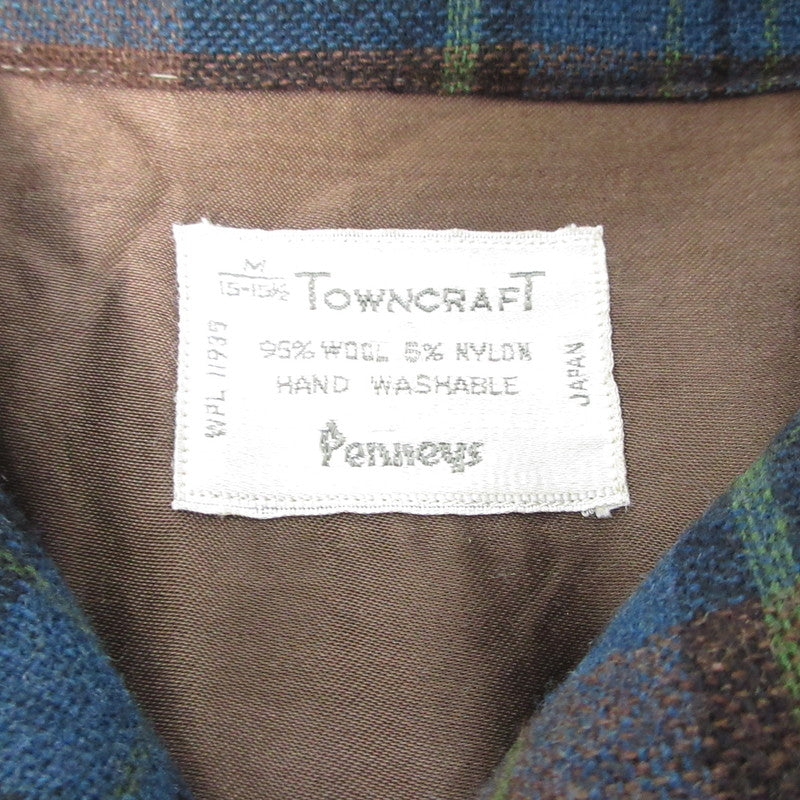 M
15-15½
TOWNCRAFT
95% WOOL 5% NYLON
HAND WASHABLE
Penneys
WPL 11939
JAPAN